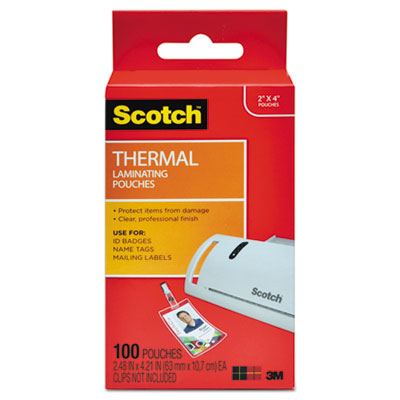 2" X 4"
POUCHES
Scotch
THERMAL
LAMINATING
POUCHES
• Protect items from damage
• Clear, professional finish
USE FOR:
ID BADGES
NAME TAGS
MAILING LABELS
Scotch
100 POUCHES
2.48 IN x 4.21 IN (63 mm x 10,7 cm) EA
CLIPS NOT INCLUDED
3M